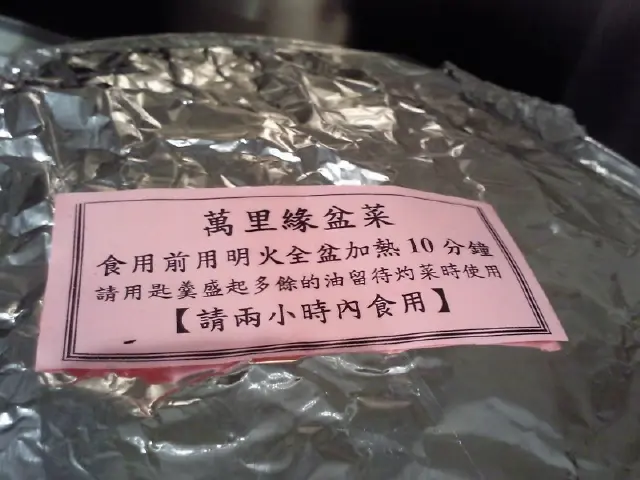 萬里緣盆菜
食用前用明火全盆加熱10分鐘
請用匙羹盛起多餘的油留待灼菜時使用
【請兩小時內食用】